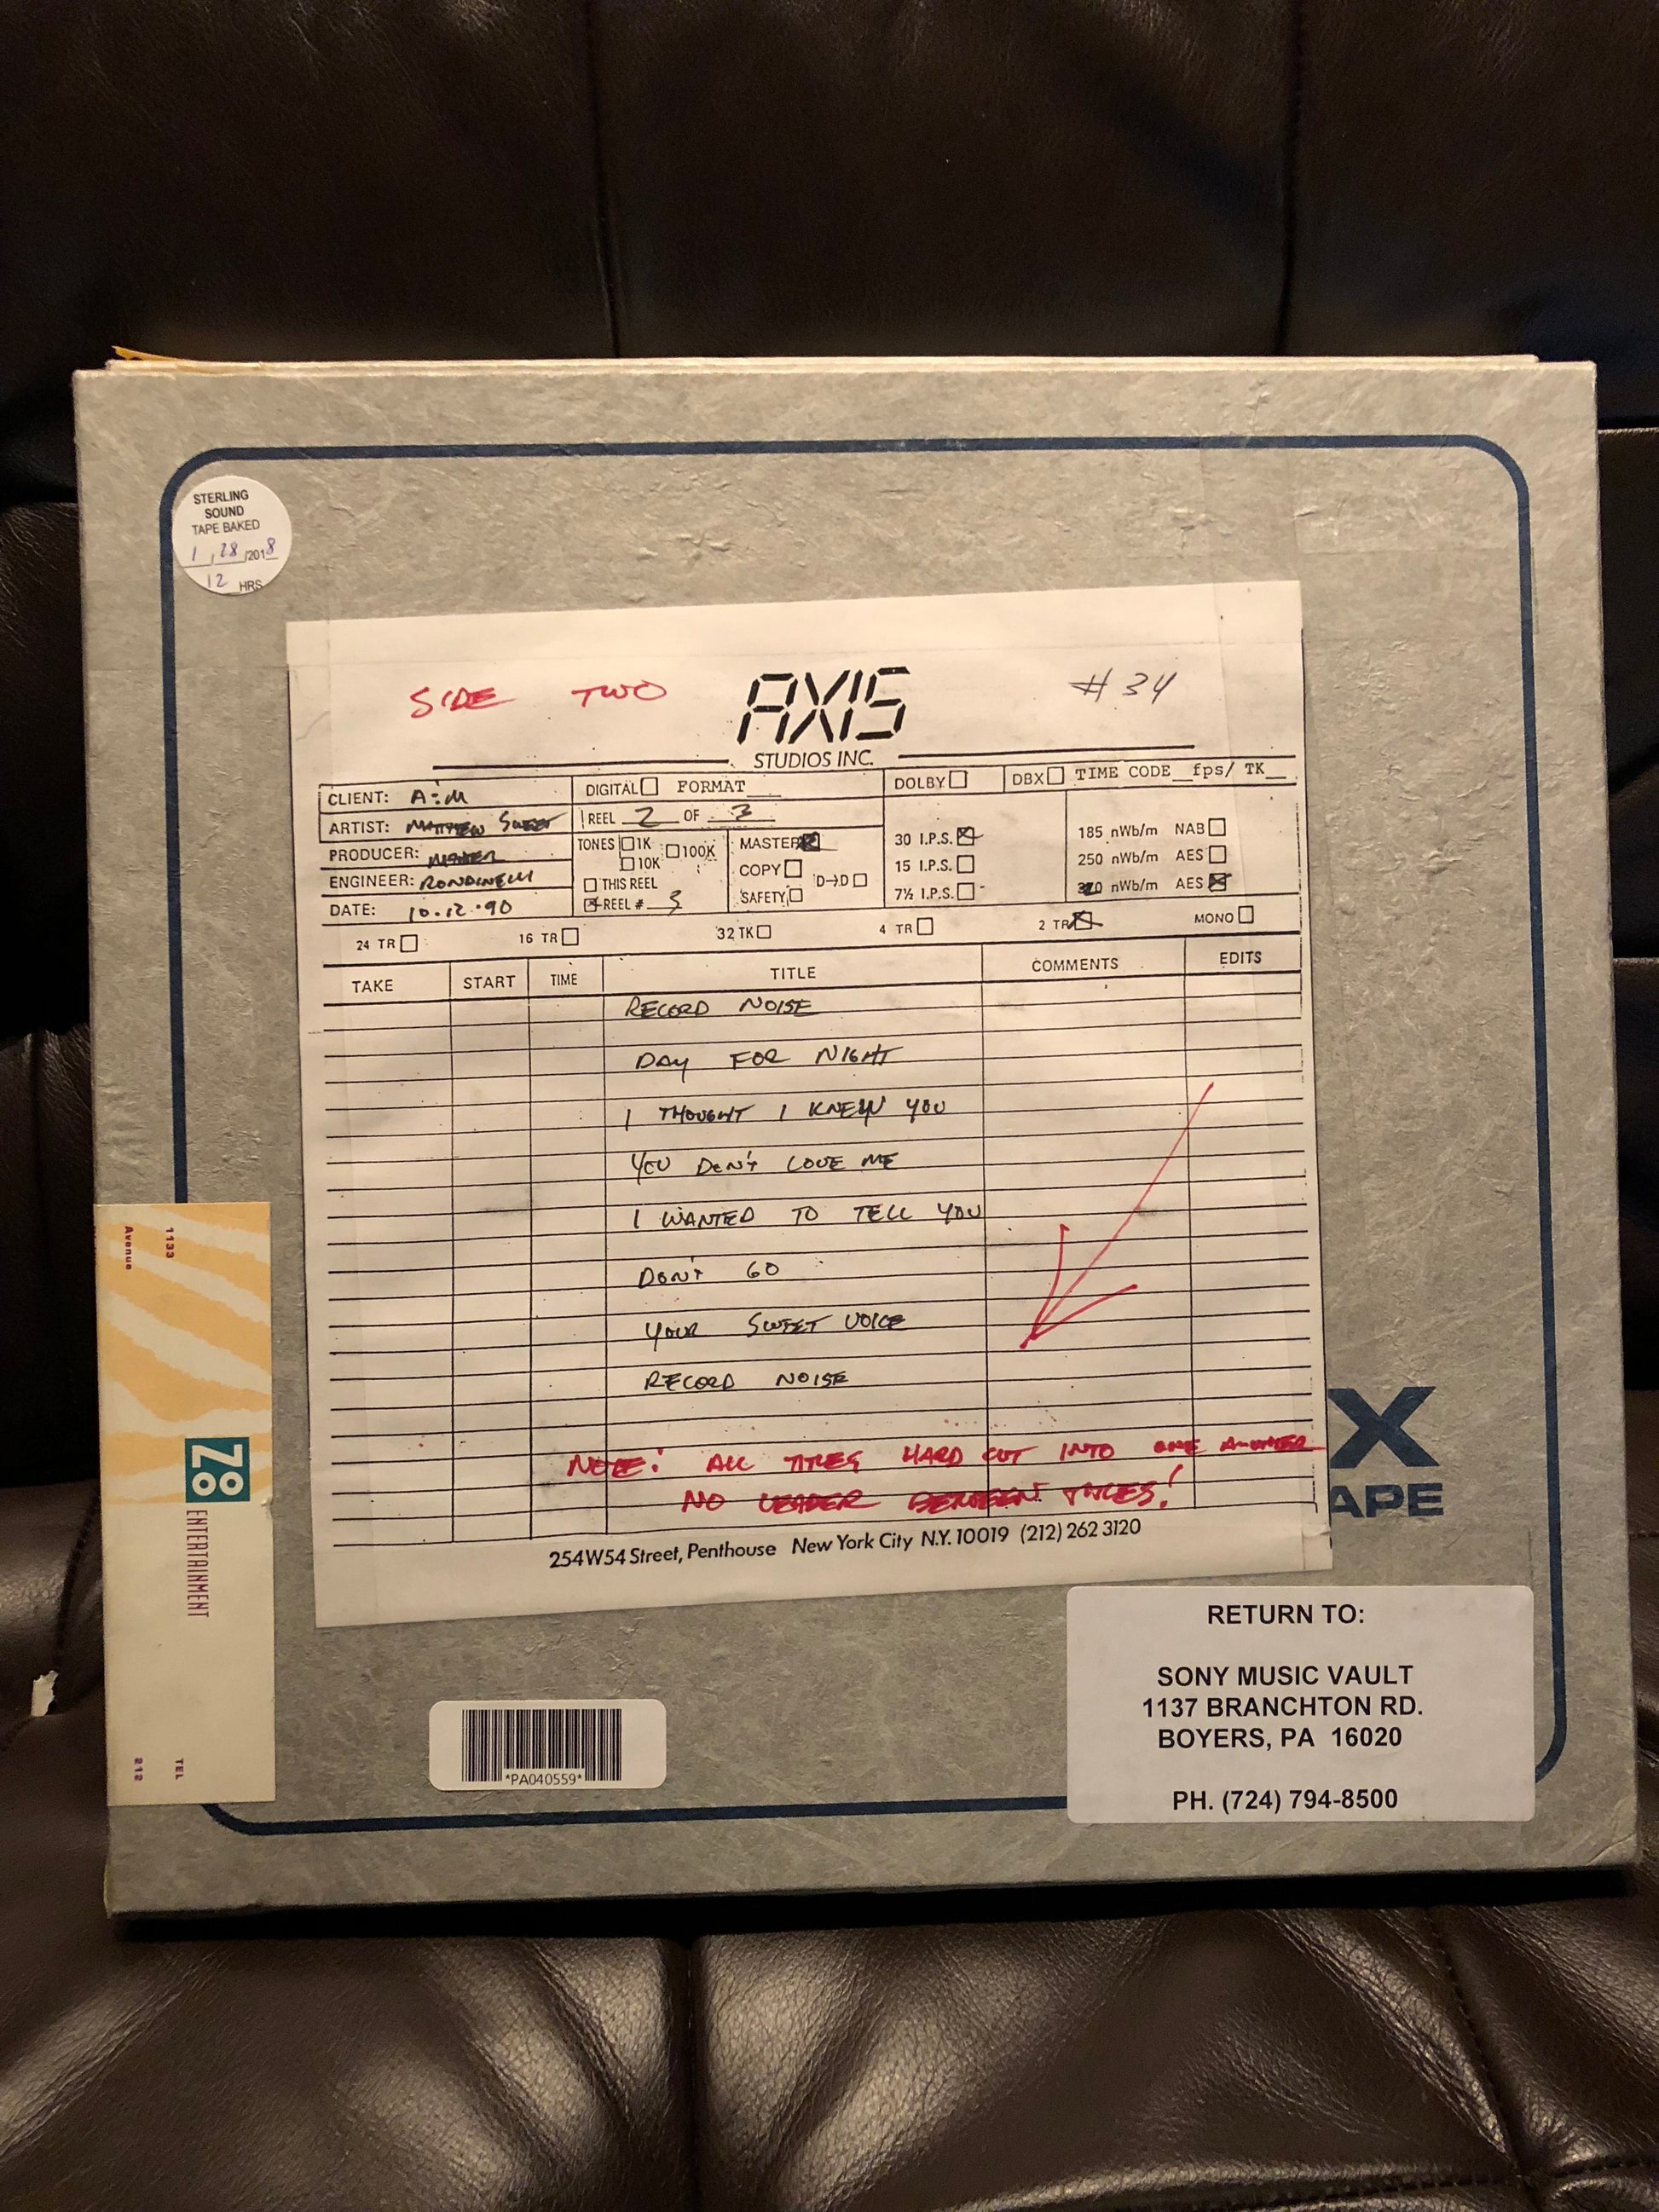 STERLING
SOUND
TAPE BAKED
1 , 28 /2018
12 HRS
SIDE TWO
AXIS
# 34
STUDIOS INC.
CLIENT: A:M
DIGITAL FORMAT
DOLBY DBX TIME CODE fps/ TK
ARTIST: MATTHEW SWEET
REEL 2 OF 3
PRODUCER: MAHER
TONES 1K 10K 100K
MASTER
30 I.P.S.
185 nWb/m NAB
ENGINEER: RONDINELLI
THIS REEL
COPY D→D
15 I.P.S.
250 nWb/m AES
DATE: 10.12.90
REEL # 3
SAFETY
7½ I.P.S.
320 nWb/m AES
24 TR 16 TR 32 TK 4 TR 2 TR MONO
TAKE START TIME TITLE COMMENTS EDITS
RECORD NOISE
DAY FOR NIGHT
I THOUGHT I KNEW YOU
YOU DON'T LOVE ME
I WANTED TO TELL YOU
DON'T GO
YOUR SWEET VOICE
RECORD NOISE
NOTE! ALL TITLES HARD CUT INTO ONE ANOTHER
NO LEADER BETWEEN TITLES!
254W54 Street, Penthouse New York City N.Y. 10019 (212) 262 3120
X
APE
1133
Avenue
ZOO
ENTERTAINMENT
TEL
212
*PA040559*
RETURN TO:
SONY MUSIC VAULT
1137 BRANCHTON RD.
BOYERS, PA 16020
PH. (724) 794-8500